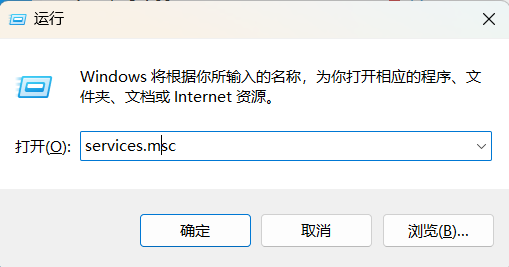 运行
Windows 将根据你所输入的名称，为你打开相应的程序、文
件夹、文档或 Internet 资源。
打开(O): services.msc
确定 取消 浏览(B)...